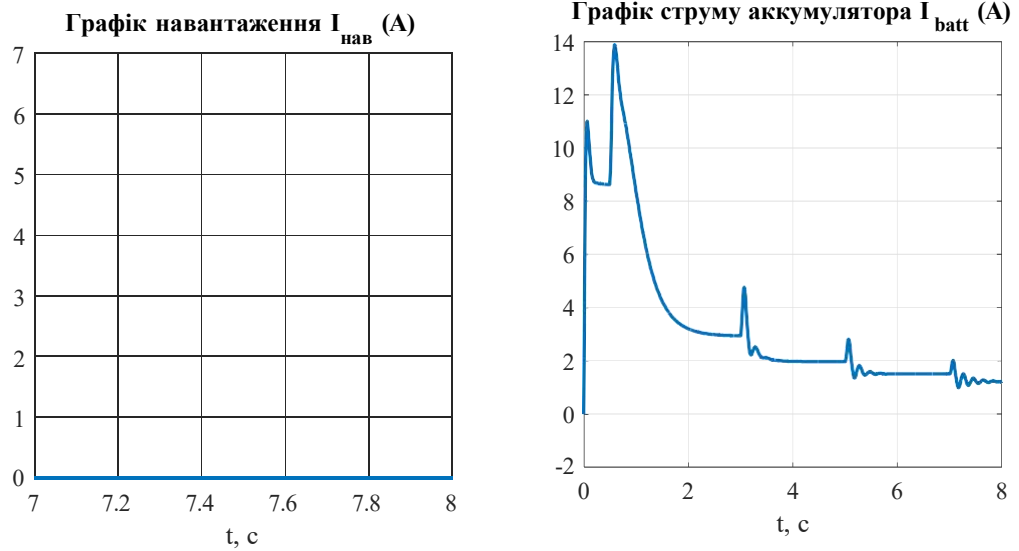 Графік навантаження I нав (А)
7
6
5
4
3
2
1
0
7 7.2 7.4 7.6 7.8 8
t, с
Графік струму аккумулятора I batt (А)
14
12
10
8
6
4
2
0
-2
0 2 4 6 8
t, с